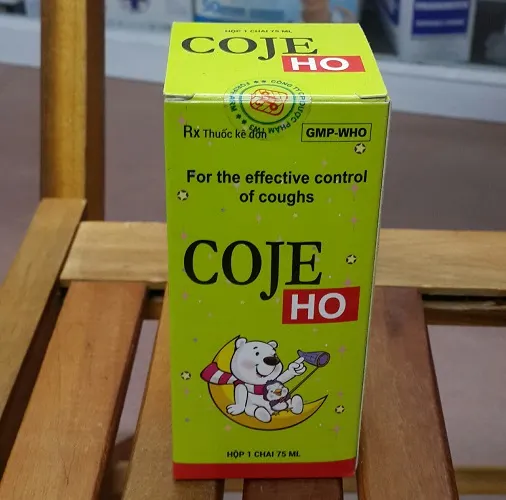 HỘP 1 CHAI 75 ML
COJE
HO
Rx Thuốc kê đơn
GMP-WHO
For the effective control
of coughs
COJE
HO
HỘP 1 CHAI 75 ML